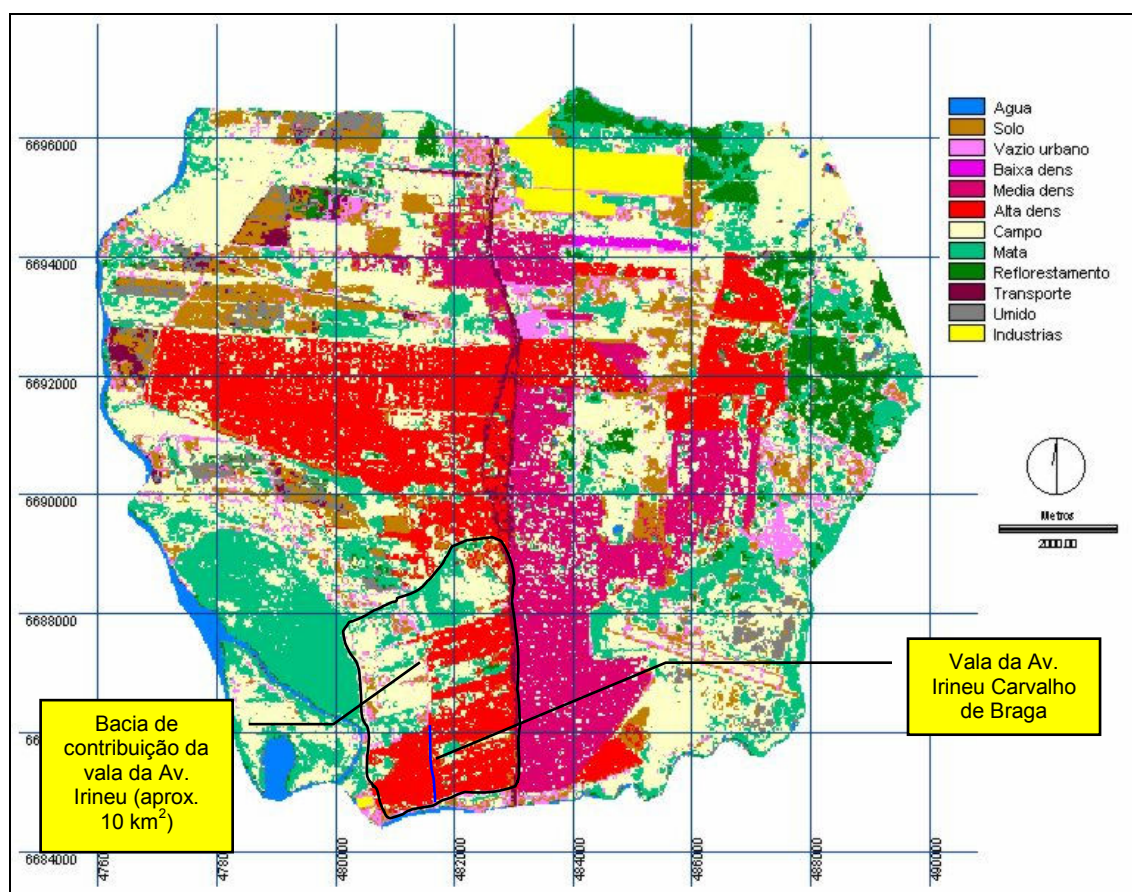 Agua
Solo
Vazio urbano
Baixa dens
Media dens
Alta dens
Campo
Mata
Reflorestamento
Transporte
Umido
Industrias
6696000
6694000
6692000
6690000
6688000
6684000
Metros
2000.00
Vala da Av.
Irineu Carvalho
de Braga
Bacia de
contribuição da
vala da Av.
Irineu (aprox.
10 km²)
480000
482000
484000
486000
488000
490000